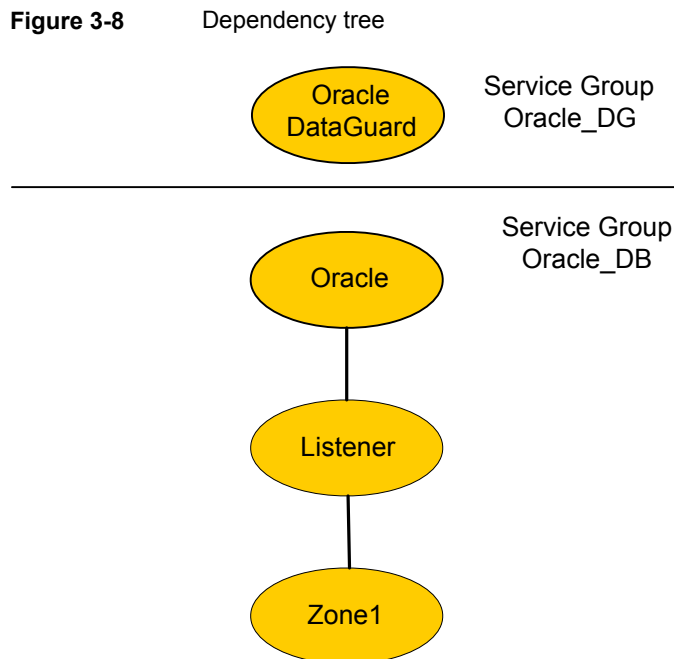 Figure 3-8 Dependency tree
Oracle
DataGuard
Service Group
Oracle_DG
Service Group
Oracle_DB
Oracle
Listener
Zone1